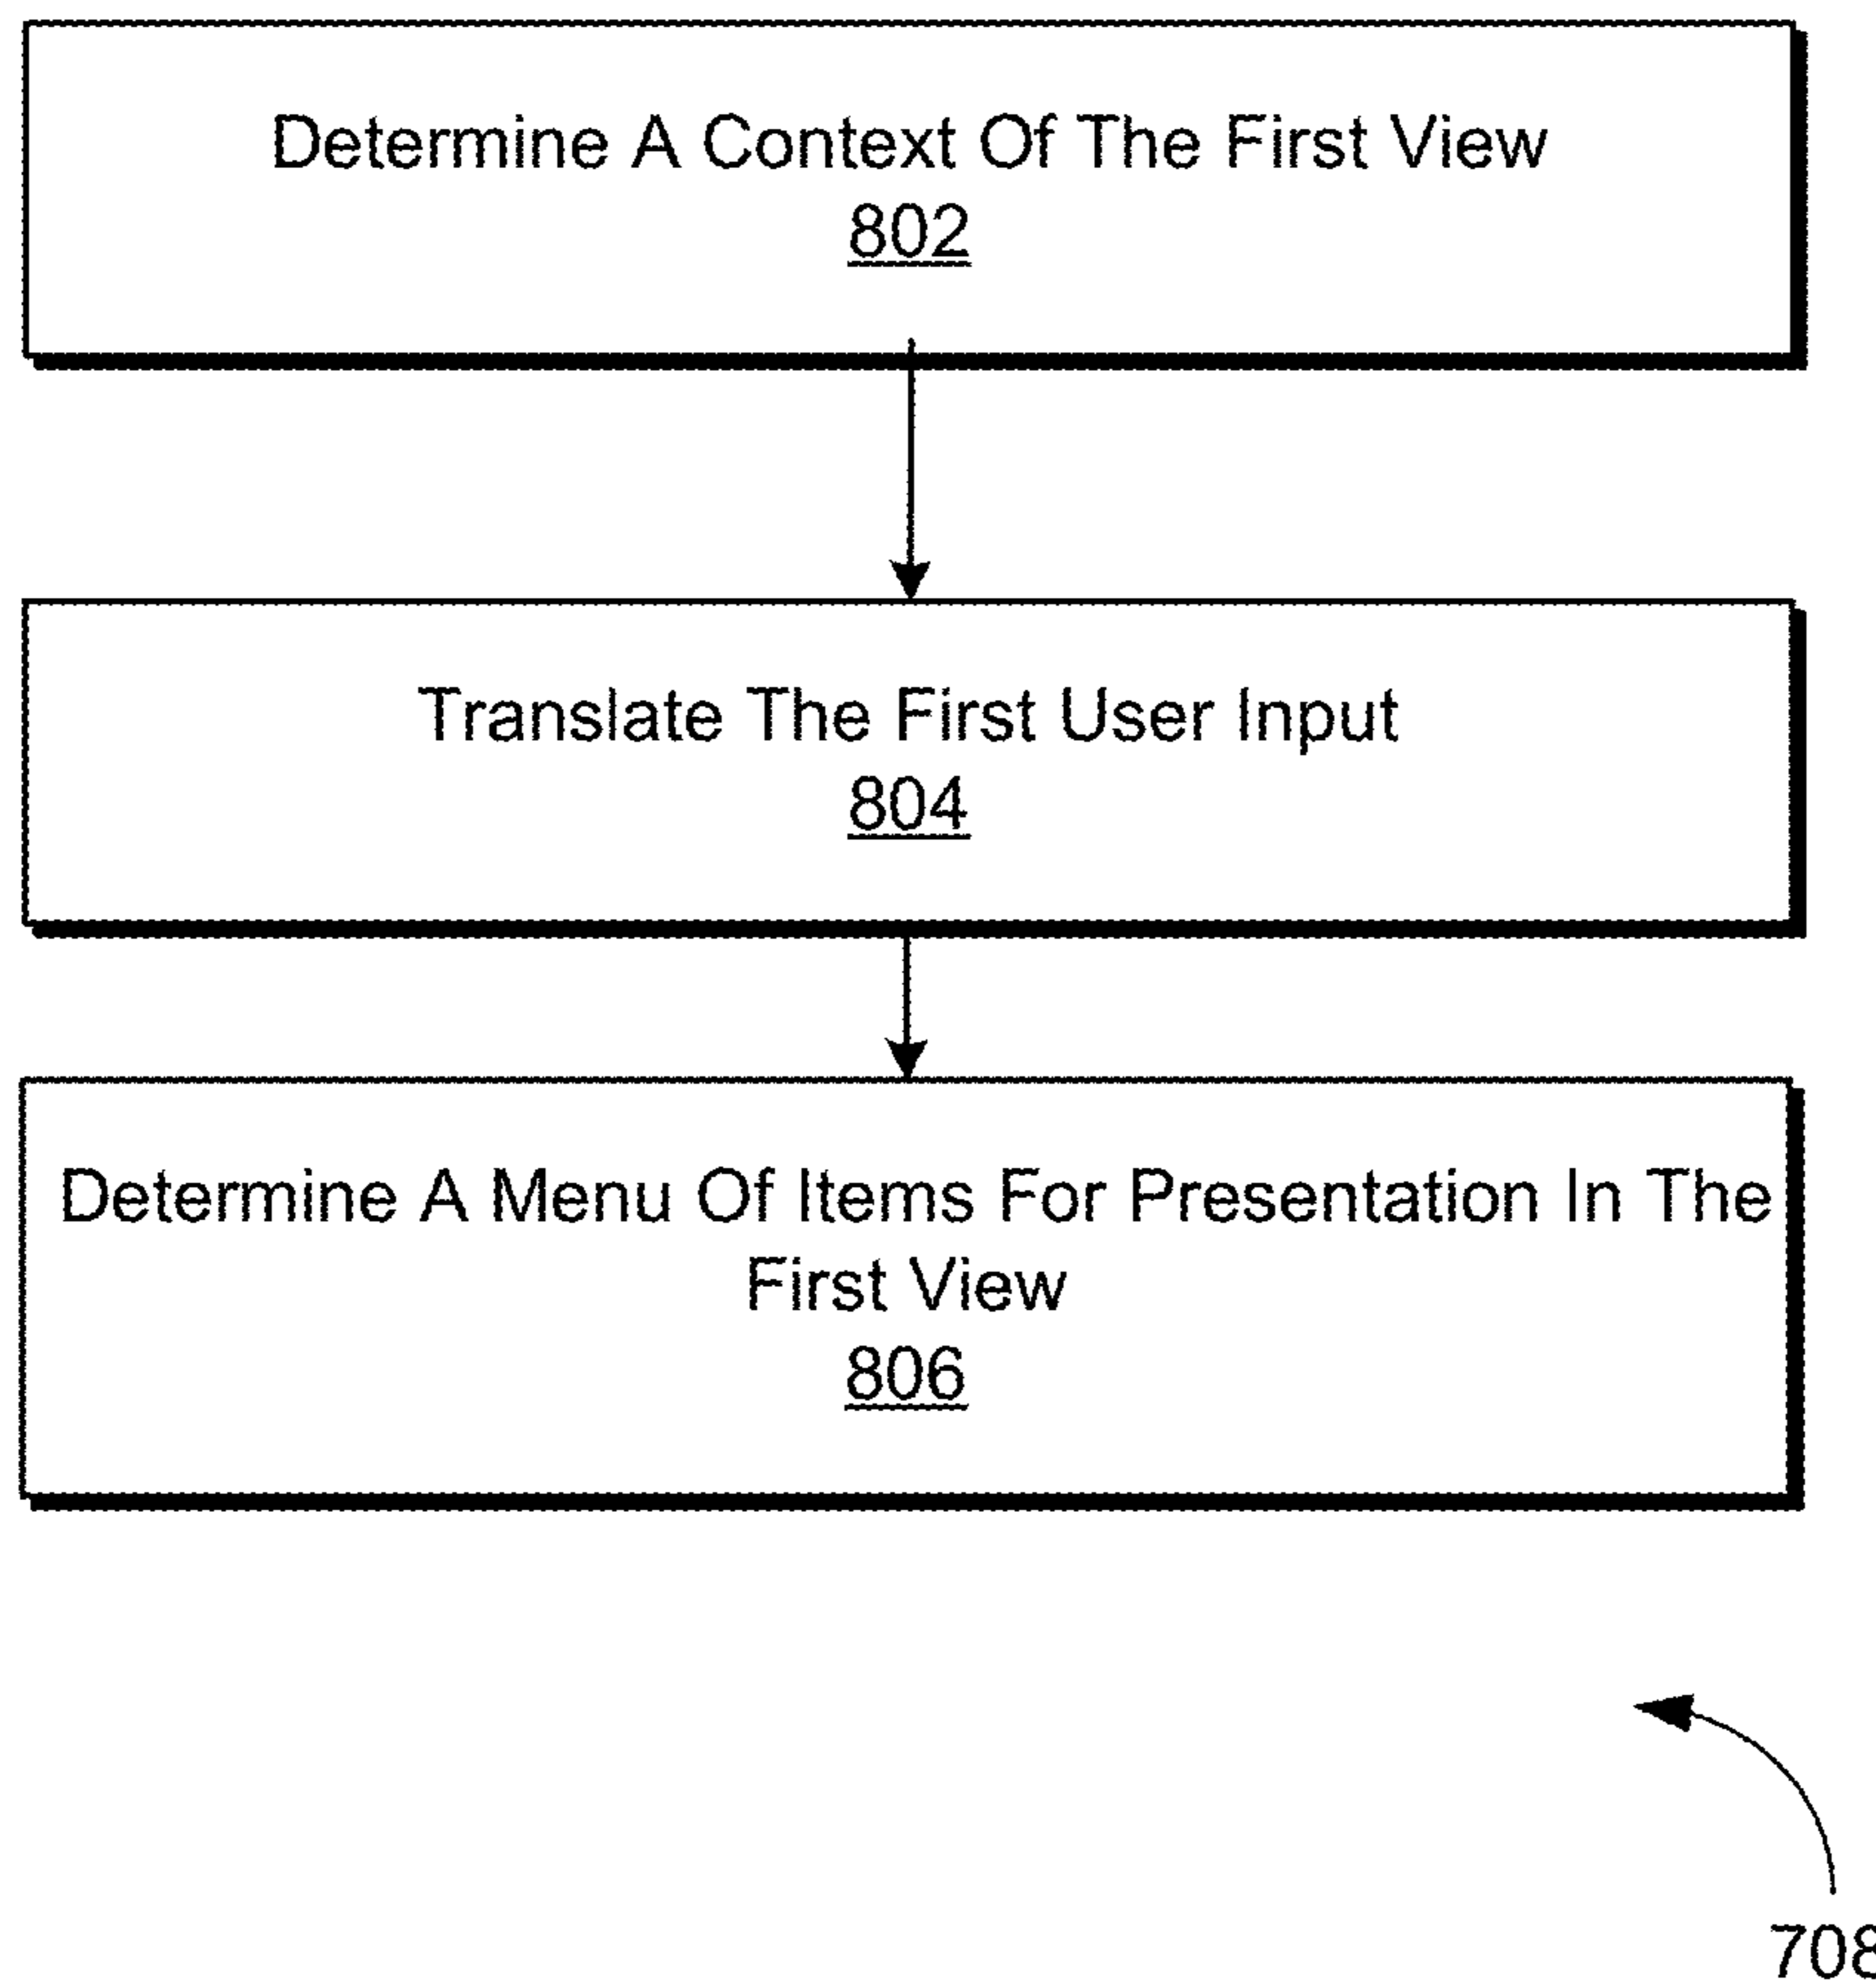 Determine A Context Of The First View
802
Translate The First User Input
804
Determine A Menu Of Items For Presentation In The
First View
806
708